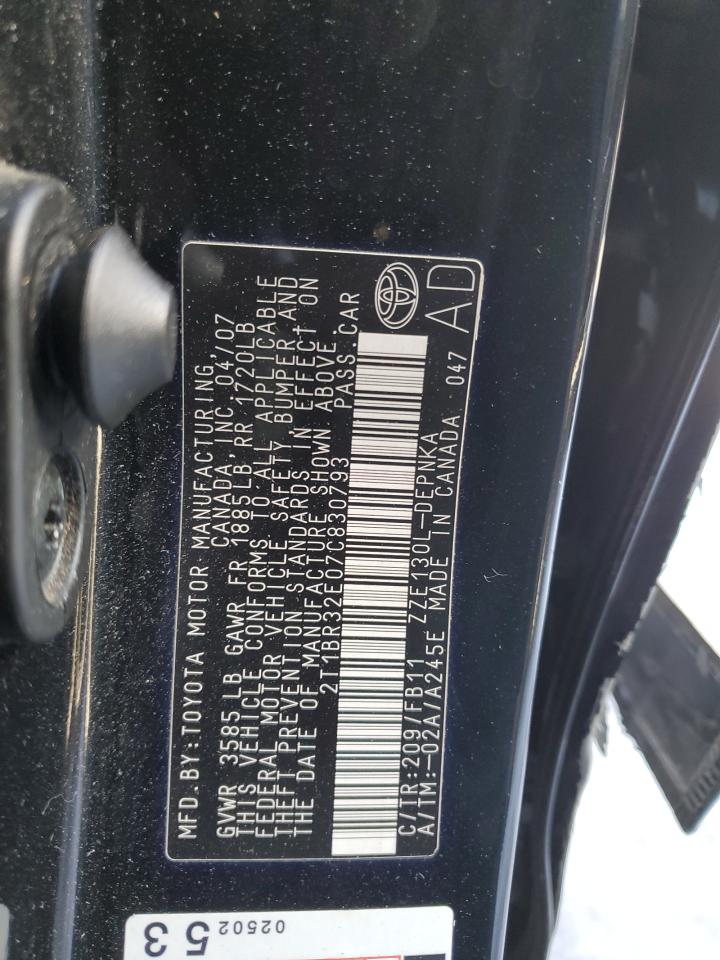 MFD.BY:TOYOTA MOTOR MANUFACTURING,
CANADA, INC. 04/07
GVWR 3585 LB GAWR FR 1885 LB, RR 1720LB
THIS VEHICLE CONFORMS TO ALL APPLICABLE
FEDERAL MOTOR VEHICLE SAFETY, BUMPER AND
THEFT PREVENTION STANDARDS IN EFFECT ON
THE DATE OF MANUFACTURE SHOWN ABOVE.
2T1BR32E07C830793 PASS.CAR
C/TR:209/FB11 ZZE130L-DEPNKA
A/TM:-02A/A245E MADE IN CANADA 047
AD
02502
53